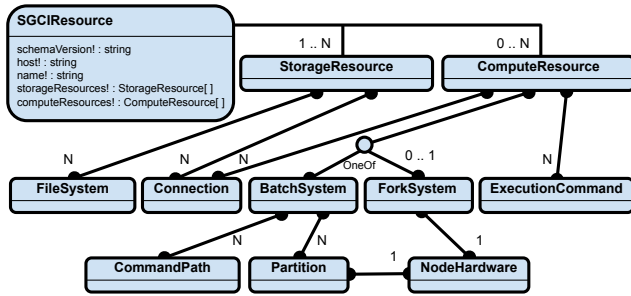 SGCIResource
schemaVersion! : string
host! : string
name! : string
storageResources! : StorageResource[ ]
computeResources! : ComputeResource[ ]
1 .. N
0 .. N
StorageResource
ComputeResource
OneOf
0 .. 1
N
N
N
N
FileSystem
Connection
BatchSystem
ForkSystem
ExecutionCommand
N
N
1
1
CommandPath
Partition
NodeHardware